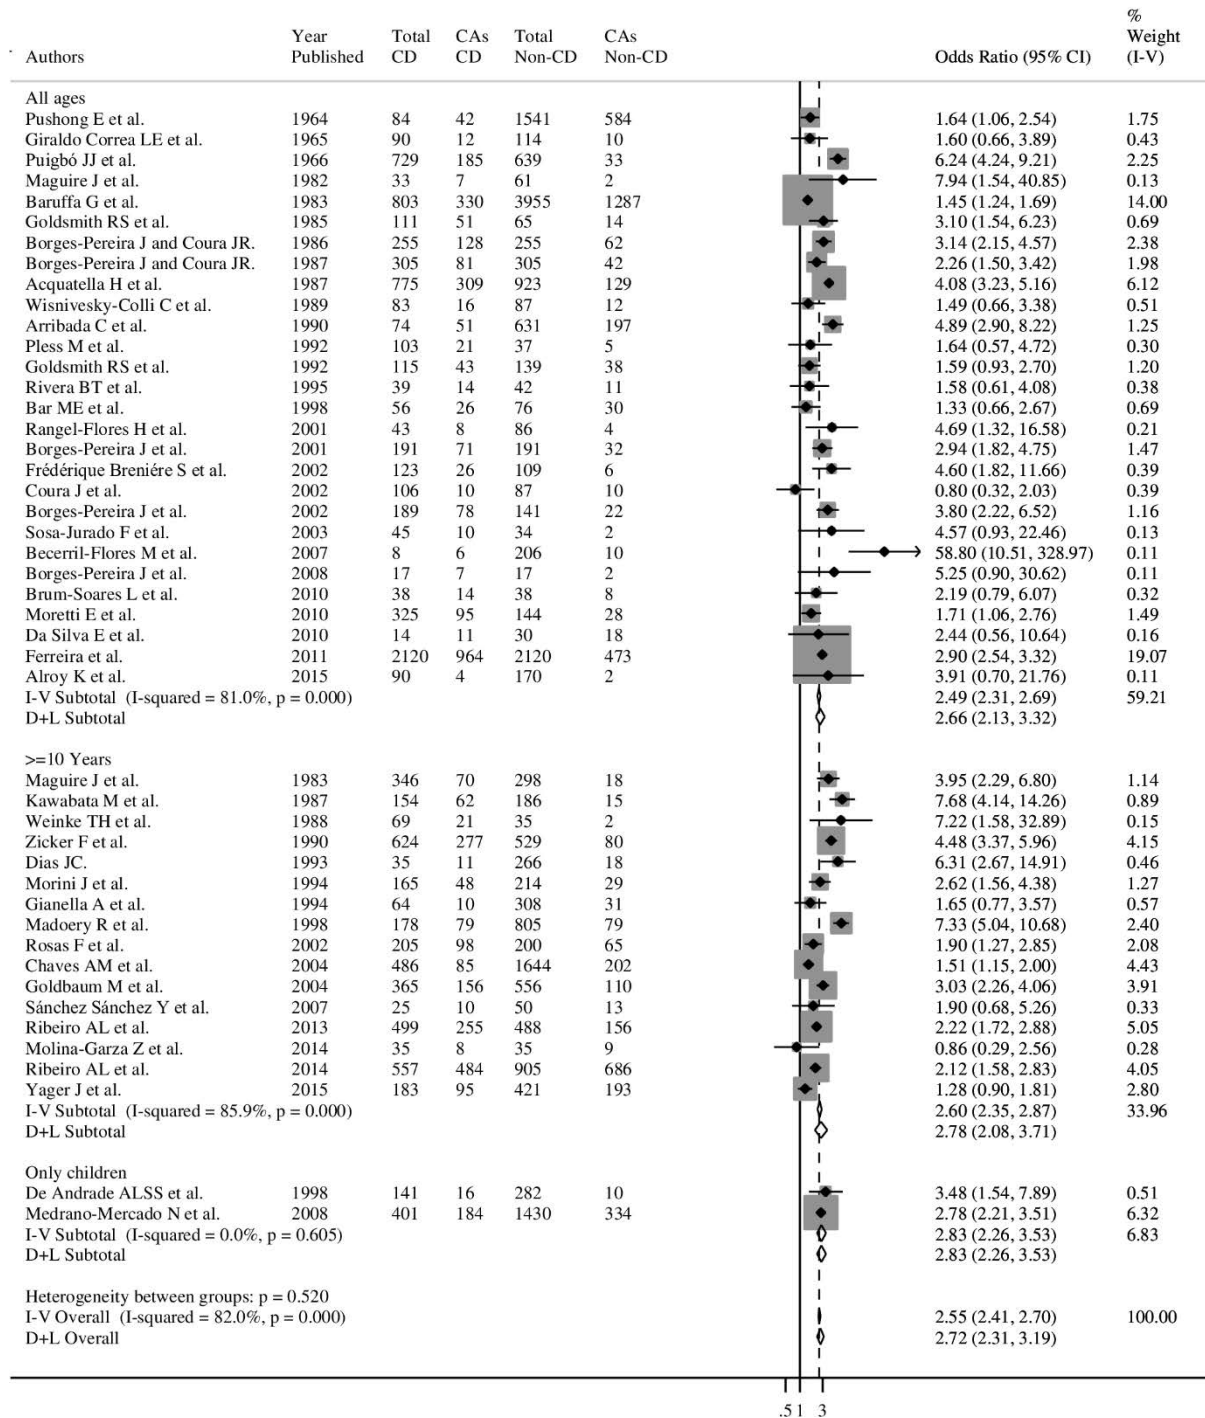 %
Year Total CAs Total CAs Weight
Authors Published CD CD Non-CD Non-CD Odds Ratio (95% CI) (I-V)
All ages
Pushong E et al. 1964 84 42 1541 584 1.64 (1.06, 2.54) 1.75
Giraldo Correa LE et al. 1965 90 12 114 10 1.60 (0.66, 3.89) 0.43
Puigbó JJ et al. 1966 729 185 639 33 6.24 (4.24, 9.21) 2.25
Maguire J et al. 1982 33 7 61 2 7.94 (1.54, 40.85) 0.13
Baruffa G et al. 1983 803 330 3955 1287 1.45 (1.24, 1.69) 14.00
Goldsmith RS et al. 1985 111 51 65 14 3.10 (1.54, 6.23) 0.69
Borges-Pereira J and Coura JR. 1986 255 128 255 62 3.14 (2.15, 4.57) 2.38
Borges-Pereira J and Coura JR. 1987 305 81 305 42 2.26 (1.50, 3.42) 1.98
Acquatella H et al. 1987 775 309 923 129 4.08 (3.23, 5.16) 6.12
Wisnivesky-Colli C et al. 1989 83 16 87 12 1.49 (0.66, 3.38) 0.51
Arribada C et al. 1990 74 51 631 197 4.89 (2.90, 8.22) 1.25
Pless M et al. 1992 103 21 37 5 1.64 (0.57, 4.72) 0.30
Goldsmith RS et al. 1992 115 43 139 38 1.59 (0.93, 2.70) 1.20
Rivera BT et al. 1995 39 14 42 11 1.58 (0.61, 4.08) 0.38
Bar ME et al. 1998 56 26 76 30 1.33 (0.66, 2.67) 0.69
Rangel-Flores H et al. 2001 43 8 86 4 4.69 (1.32, 16.58) 0.21
Borges-Pereira J et al. 2001 191 71 191 32 2.94 (1.82, 4.75) 1.47
Frédérique Breniére S et al. 2002 123 26 109 6 4.60 (1.82, 11.66) 0.39
Coura J et al. 2002 106 10 87 10 0.80 (0.32, 2.03) 0.39
Borges-Pereira J et al. 2002 189 78 141 22 3.80 (2.22, 6.52) 1.16
Sosa-Jurado F et al. 2003 45 10 34 2 4.57 (0.93, 22.46) 0.13
Becerril-Flores M et al. 2007 8 6 206 10 58.80 (10.51, 328.97) 0.11
Borges-Pereira J et al. 2008 17 7 17 2 5.25 (0.90, 30.62) 0.11
Brum-Soares L et al. 2010 38 14 38 8 2.19 (0.79, 6.07) 0.32
Moretti E et al. 2010 325 95 144 28 1.71 (1.06, 2.76) 1.49
Da Silva E et al. 2010 14 11 30 18 2.44 (0.56, 10.64) 0.16
Ferreira et al. 2011 2120 964 2120 473 2.90 (2.54, 3.32) 19.07
Alroy K et al. 2015 90 4 170 2 3.91 (0.70, 21.76) 0.11
I-V Subtotal (I-squared = 81.0%, p = 0.000) 2.49 (2.31, 2.69) 59.21
D+L Subtotal 2.66 (2.13, 3.32)
>=10 Years
Maguire J et al. 1983 346 70 298 18 3.95 (2.29, 6.80) 1.14
Kawabata M et al. 1987 154 62 186 15 7.68 (4.14, 14.26) 0.89
Weinke TH et al. 1988 69 21 35 2 7.22 (1.58, 32.89) 0.15
Zicker F et al. 1990 624 277 529 80 4.48 (3.37, 5.96) 4.15
Dias JC. 1993 35 11 266 18 6.31 (2.67, 14.91) 0.46
Morini J et al. 1994 165 48 214 29 2.62 (1.56, 4.38) 1.27
Gianella A et al. 1994 64 10 308 31 1.65 (0.77, 3.57) 0.57
Madoery R et al. 1998 178 79 805 79 7.33 (5.04, 10.68) 2.40
Rosas F et al. 2002 205 98 200 65 1.90 (1.27, 2.85) 2.08
Chaves AM et al. 2004 486 85 1644 202 1.51 (1.15, 2.00) 4.43
Goldbaum M et al. 2004 365 156 556 110 3.03 (2.26, 4.06) 3.91
Sánchez Sánchez Y et al. 2007 25 10 50 13 1.90 (0.68, 5.26) 0.33
Ribeiro AL et al. 2013 499 255 488 156 2.22 (1.72, 2.88) 5.05
Molina-Garza Z et al. 2014 35 8 35 9 0.86 (0.29, 2.56) 0.28
Ribeiro AL et al. 2014 557 484 905 686 2.12 (1.58, 2.83) 4.05
Yager J et al. 2015 183 95 421 193 1.28 (0.90, 1.81) 2.80
I-V Subtotal (I-squared = 85.9%, p = 0.000) 2.60 (2.35, 2.87) 33.96
D+L Subtotal 2.78 (2.08, 3.71)
Only children
De Andrade ALSS et al. 1998 141 16 282 10 3.48 (1.54, 7.89) 0.51
Medrano-Mercado N et al. 2008 401 184 1430 334 2.78 (2.21, 3.51) 6.32
I-V Subtotal (I-squared = 0.0%, p = 0.605) 2.83 (2.26, 3.53) 6.83
D+L Subtotal 2.83 (2.26, 3.53)
Heterogeneity between groups: p = 0.520
I-V Overall (I-squared = 82.0%, p = 0.000) 2.55 (2.41, 2.70) 100.00
D+L Overall 2.72 (2.31, 3.19)
.5 1 3